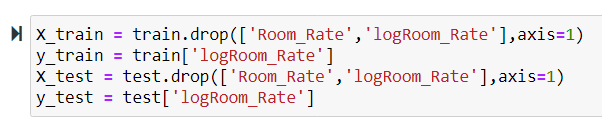 X_train = train.drop(['Room_Rate','logRoom_Rate'],axis=1)
y_train = train['logRoom_Rate']
X_test = test.drop(['Room_Rate','logRoom_Rate'],axis=1)
y_test = test['logRoom_Rate']